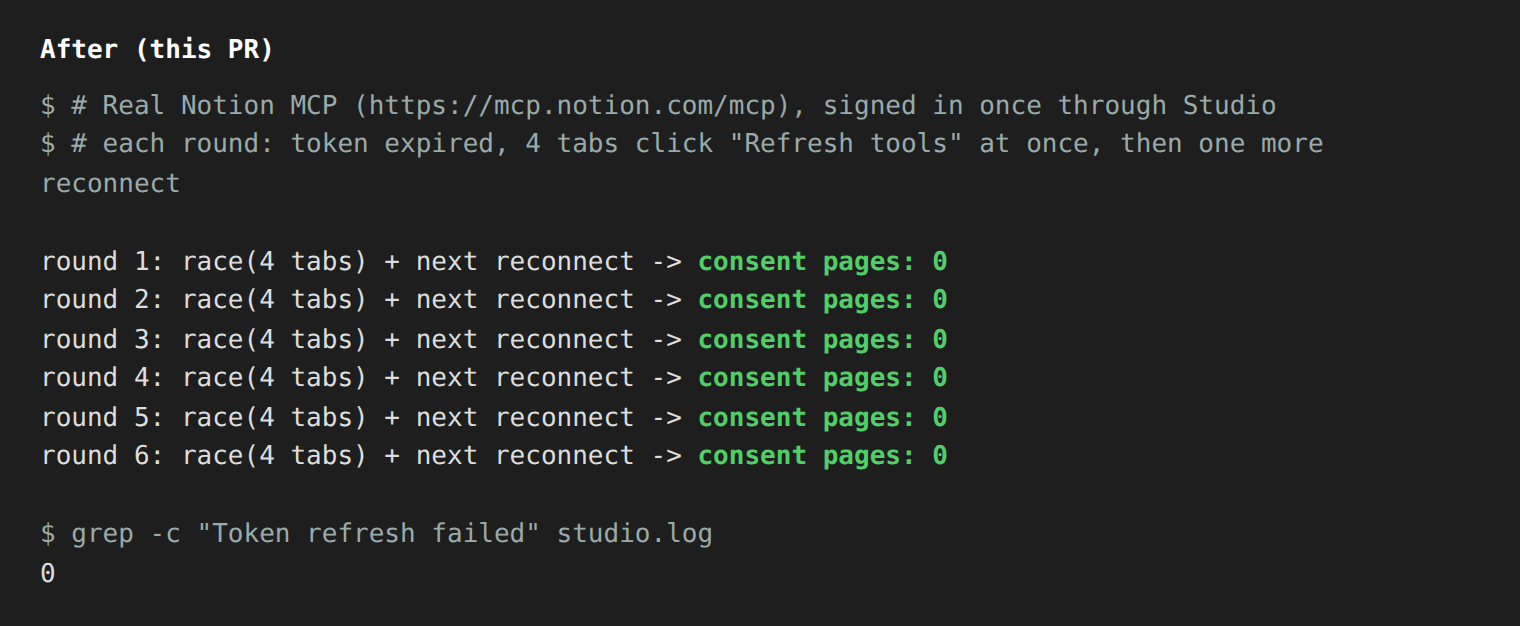 After (this PR)
$ # Real Notion MCP (https://mcp.notion.com/mcp), signed in once through Studio
$ # each round: token expired, 4 tabs click "Refresh tools" at once, then one more
reconnect
round 1: race(4 tabs) + next reconnect -> consent pages: 0
round 2: race(4 tabs) + next reconnect -> consent pages: 0
round 3: race(4 tabs) + next reconnect -> consent pages: 0
round 4: race(4 tabs) + next reconnect -> consent pages: 0
round 5: race(4 tabs) + next reconnect -> consent pages: 0
round 6: race(4 tabs) + next reconnect -> consent pages: 0
$ grep -c "Token refresh failed" studio.log
0